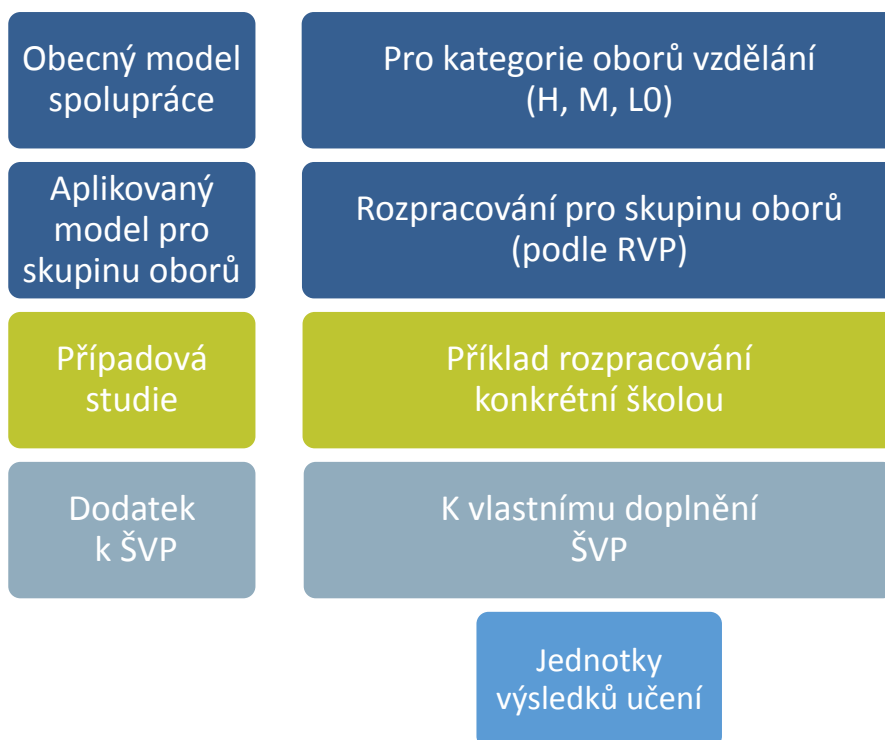 Obecný model
spolupráce
Pro kategorie oborů vzdělání
(H, M, L0)
Aplikovaný
model pro
skupinu oborů
Rozpracování pro skupinu oborů
(podle RVP)
Případová
studie
Příklad rozpracování
konkrétní školou
Dodatek
k ŠVP
K vlastnímu doplnění
ŠVP
Jednotky
výsledků učení